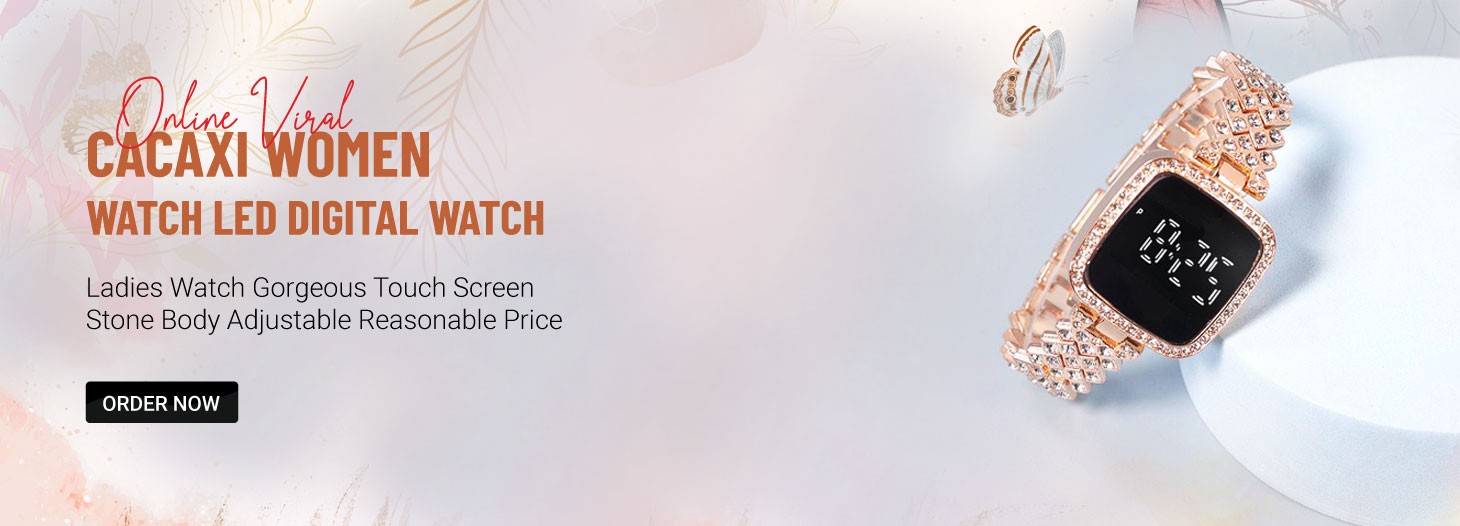 Online Viral
CACAXI WOMEN
WATCH LED DIGITAL WATCH
Ladies Watch Gorgeous Touch Screen
Stone Body Adjustable Reasonable Price
ORDER NOW
P